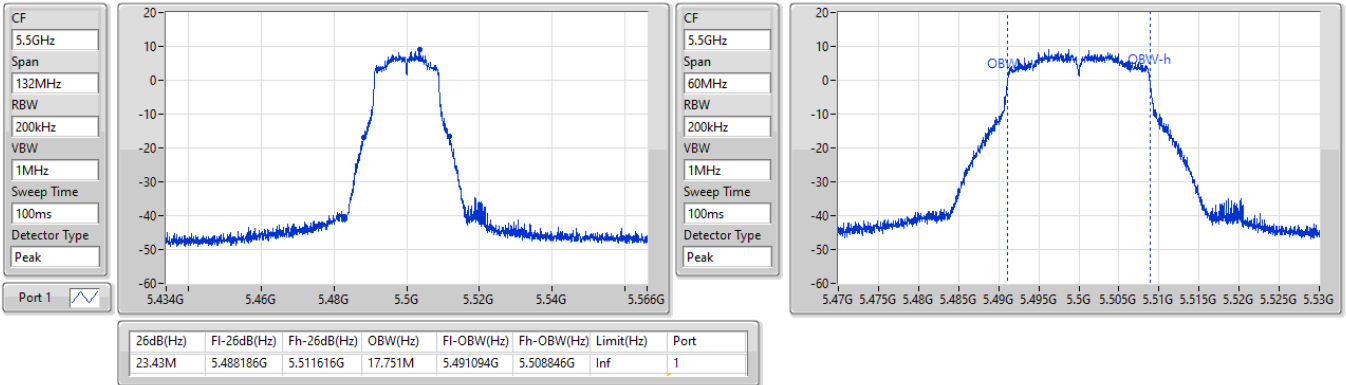 CF
5.5GHz
Span
132MHz
RBW
200kHz
VBW
1MHz
Sweep Time
100ms
Detector Type
Peak
Port 1
20
10
0
-10
-20
-30
-40
-50
-60
5.434G 5.46G 5.48G 5.5G 5.52G 5.54G 5.566G
CF
5.5GHz
Span
60MHz
RBW
200kHz
VBW
1MHz
Sweep Time
100ms
Detector Type
Peak
20
10
0
-10
-20
-30
-40
-50
-60
OBW-l OBW-h
5.47G 5.475G 5.48G 5.485G 5.49G 5.495G 5.5G 5.505G 5.51G 5.515G 5.52G 5.525G 5.53G
26dB(Hz) Fl-26dB(Hz) Fh-26dB(Hz) OBW(Hz) Fl-OBW(Hz) Fh-OBW(Hz) Limit(Hz) Port
23.43M 5.488186G 5.511616G 17.751M 5.491094G 5.508846G Inf 1